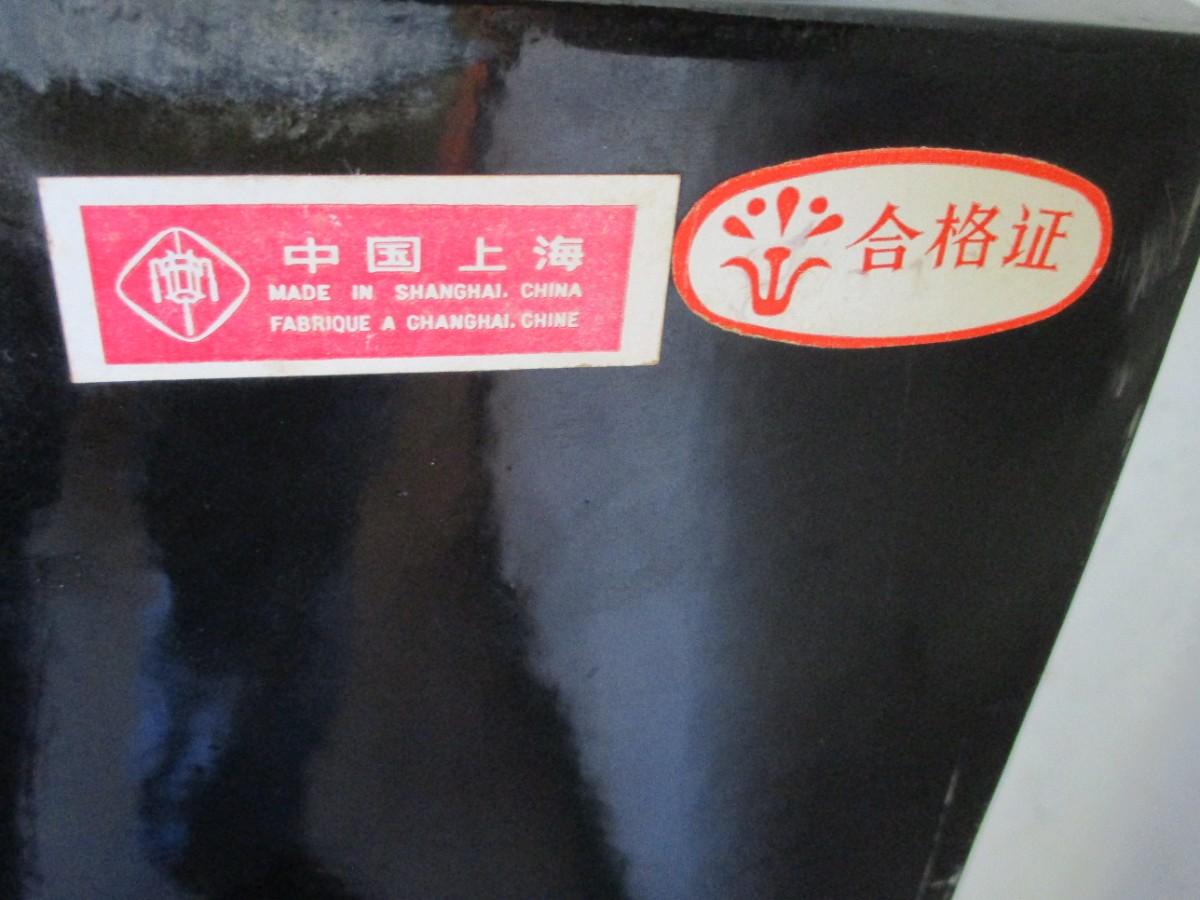 中国上海
MADE IN SHANGHAI. CHINA
FABRIQUE A CHANGHAI. CHINE
合格证